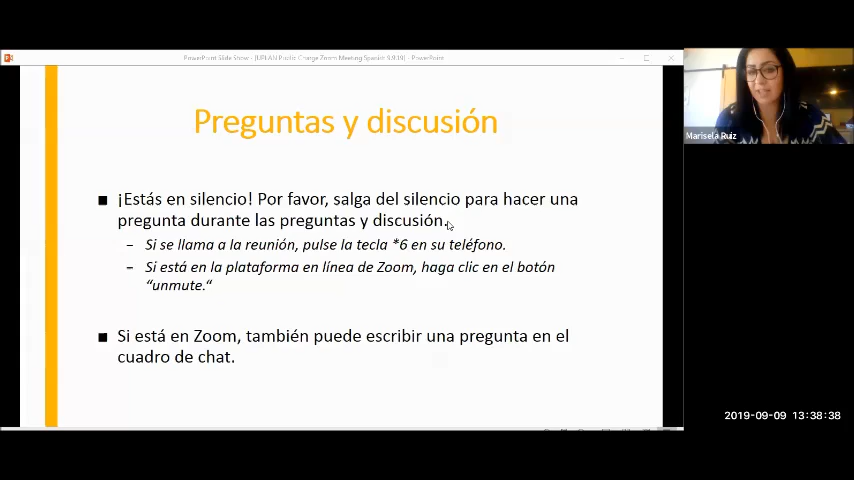 PowerPoint Slide Show - [UPLAN Public Charge Zoom Meeting Spanish 9.9.19] - PowerPoint
Marisela Ruiz
Preguntas y discusión
¡Estás en silencio! Por favor, salga del silencio para hacer una
pregunta durante las preguntas y discusión.
– Si se llama a la reunión, pulse la tecla *6 en su teléfono.
– Si está en la plataforma en línea de Zoom, haga clic en el botón
“unmute.“
Si está en Zoom, también puede escribir una pregunta en el
cuadro de chat.
2019-09-09 13:38:38